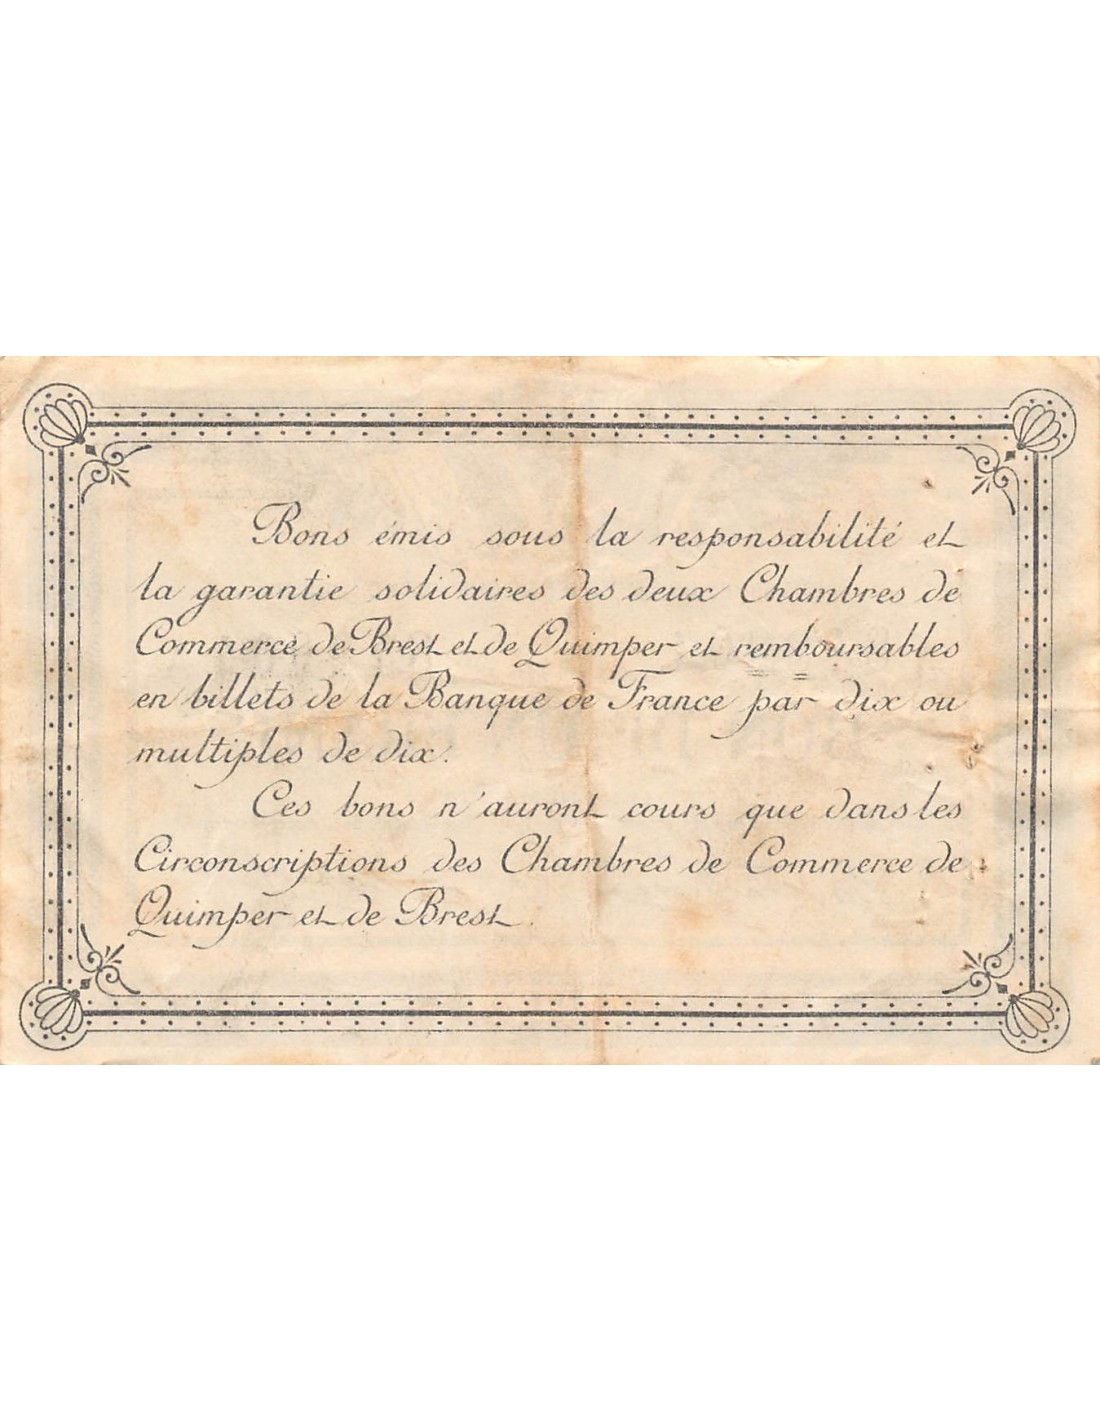 Bons émis sous la responsabilité et
la garantie solidaires des deux Chambres de
Commerce de Brest et de Quimper et remboursables
en billets de la Banque de France par dix ou
multiples de dix.
Ces bons n'auront cours que dans les
Circonscriptions des Chambres de Commerce de
Quimper et de Brest.